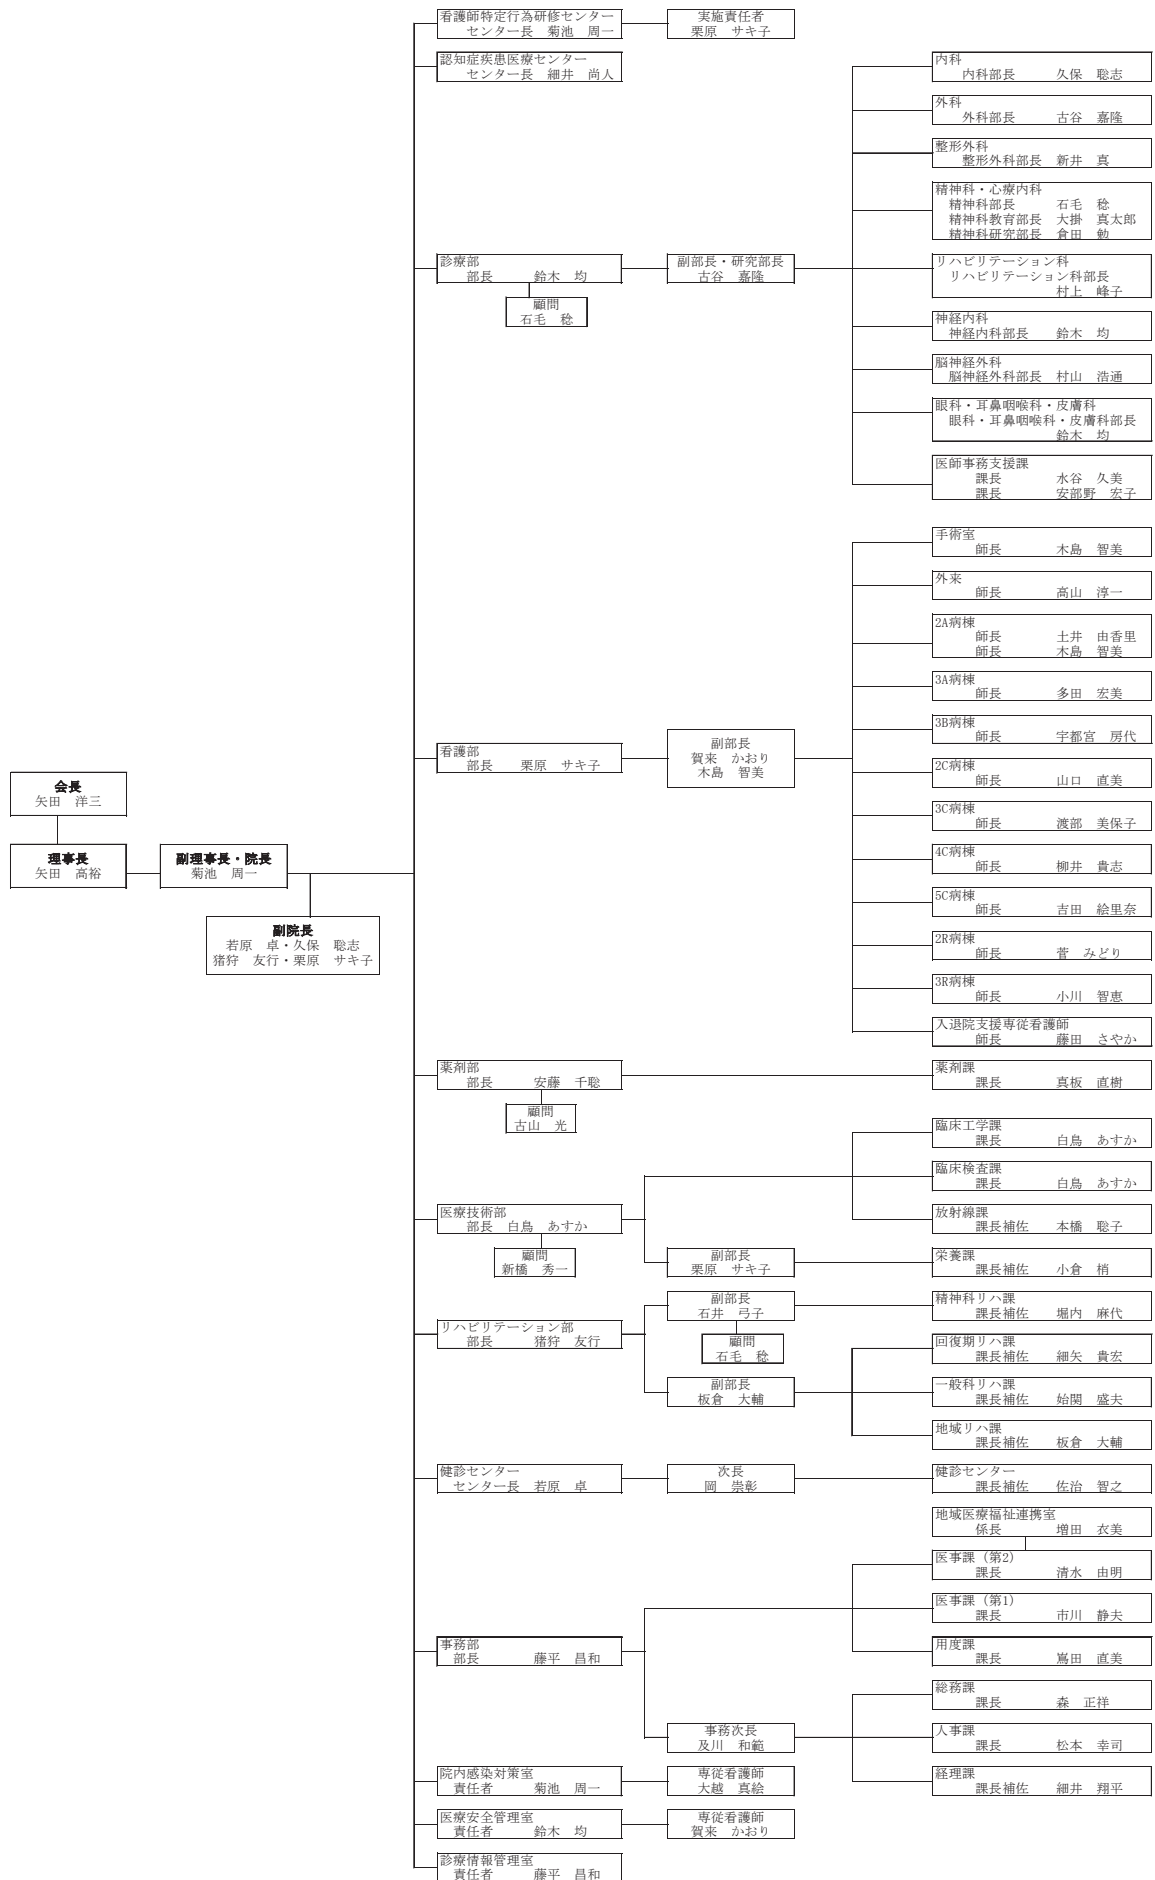 看護師特定行為研修センター
センター長　菊池　周一
実施責任者
栗原　サキ子
認知症疾患医療センター
センター長　細井　尚人
内科
内科部長　久保　聡志
外科
外科部長　古谷　嘉隆
整形外科
整形外科部長　新井　真
精神科・心療内科
精神科部長　石毛　稔
精神科教育部長　大掛　真太郎
精神科研究部長　倉田　勉
診療部
部長　鈴木　均
顧問
石毛　稔
副部長・研究部長
古谷　嘉隆
リハビリテーション科
リハビリテーション科部長
村上　峰子
神経内科
神経内科部長　鈴木　均
脳神経外科
脳神経外科部長　村山　浩通
眼科・耳鼻咽喉科・皮膚科
眼科・耳鼻咽喉科・皮膚科部長
鈴木　均
医師事務支援課
課長　水谷　久美
課長　安部野　宏子
手術室
師長　木島　智美
外来
師長　高山　淳一
2A病棟
師長　土井　由香里
師長　木島　智美
3A病棟
師長　多田　宏美
3B病棟
師長　宇都宮　房代
看護部
部長　栗原　サキ子
副部長
賀来　かおり
木島　智美
2C病棟
師長　山口　直美
3C病棟
師長　渡部　美保子
会長
矢田　洋三
理事長
矢田　高裕
副理事長・院長
菊池　周一
副院長
若原　卓・久保　聡志
猪狩　友行・栗原　サキ子
4C病棟
師長　柳井　貴志
5C病棟
師長　吉田　絵里奈
2R病棟
師長　菅　みどり
3R病棟
師長　小川　智恵
入退院支援専従看護師
師長　藤田　さやか
薬剤部
部長　安藤　千聡
顧問
古山　光
薬剤課
課長　真板　直樹
臨床工学課
課長　白鳥　あすか
臨床検査課
課長　白鳥　あすか
医療技術部
部長　白鳥　あすか
顧問
新橋　秀一
放射線課
課長補佐　本橋　聡子
副部長
栗原　サキ子
栄養課
課長補佐　小倉　梢
副部長
石井　弓子
精神科リハ課
課長補佐　堀内　麻代
リハビリテーション部
部長　猪狩　友行
顧問
石毛　稔
回復期リハ課
課長補佐　細矢　貴宏
副部長
板倉　大輔
一般科リハ課
課長補佐　始関　盛夫
地域リハ課
課長補佐　板倉　大輔
健診センター
センター長　若原　卓
次長
岡　崇彰
健診センター
課長補佐　佐治　智之
地域医療福祉連携室
係長　増田　衣美
医事課（第2）
課長　清水　由明
医事課（第1）
課長　市川　静夫
事務部
部長　藤平　昌和
用度課
課長　嶌田　直美
総務課
課長　森　正祥
事務次長
及川　和範
人事課
課長　松本　幸司
経理課
課長補佐　細井　翔平
院内感染対策室
責任者　菊池　周一
専従看護師
大越　真絵
医療安全管理室
責任者　鈴木　均
専従看護師
賀来　かおり
診療情報管理室
責任者　藤平　昌和